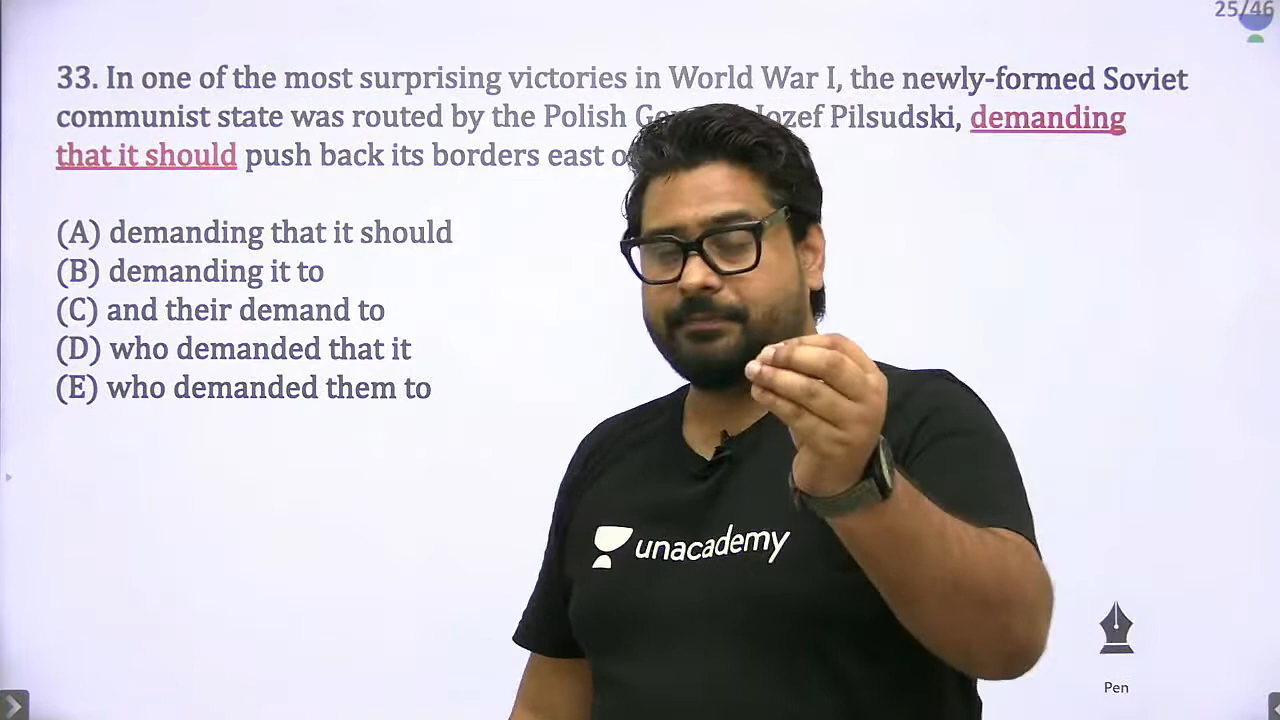 25/46
33. In one of the most surprising victories in World War I, the newly-formed Soviet
communist state was routed by the Polish Jozef Pilsudski, demanding
that it should push back its borders east
(A) demanding that it should
(B) demanding it to
(C) and their demand to
(D) who demanded that it
(E) who demanded them to
unacademy
Pen